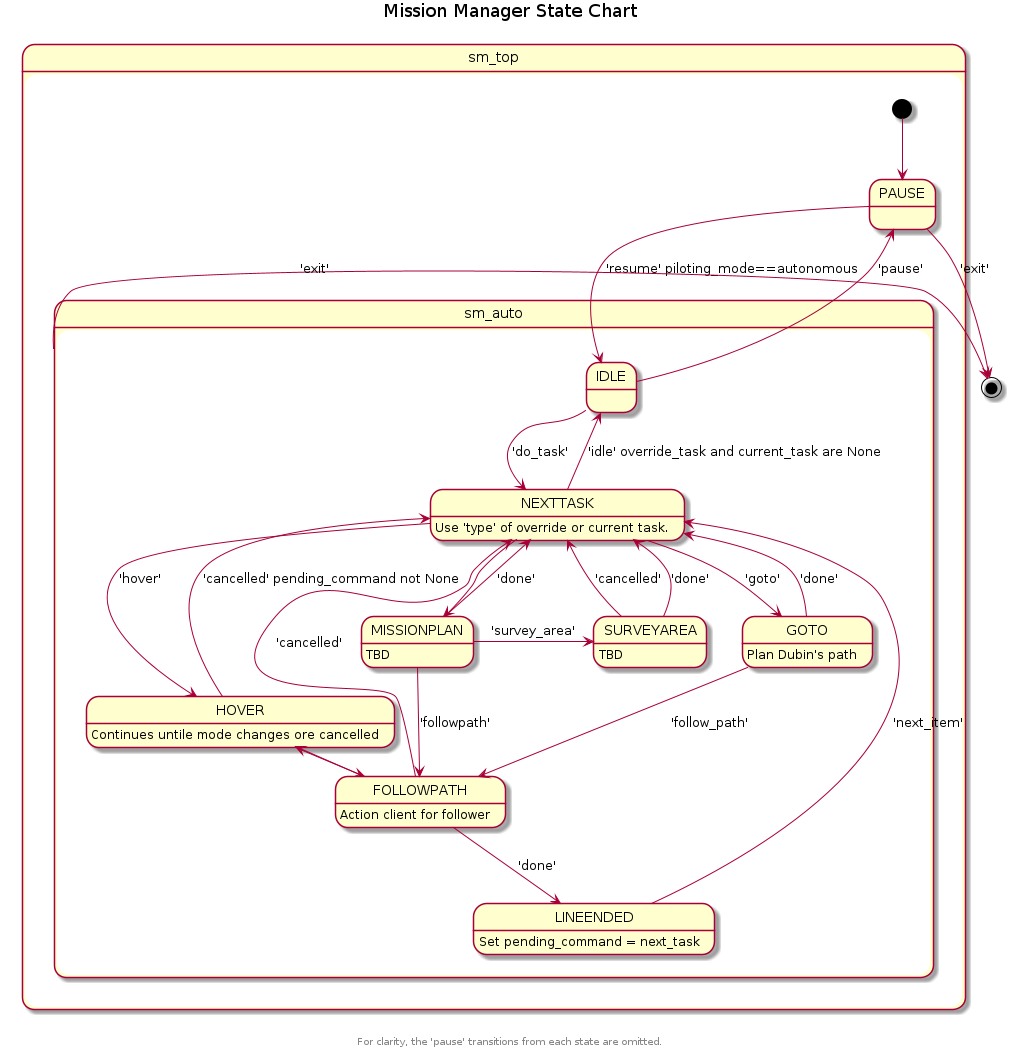 Mission Manager State Chart
sm_top
PAUSE
'exit'
'resume' piloting_mode==autonomous
'pause'
'exit'
sm_auto
IDLE
'do_task'
'idle' override_task and current_task are None
NEXTTASK
Use 'type' of override or current task.
'hover'
'cancelled' pending_command not None
'done'
'cancelled'
'done'
'goto'
'done'
MISSIONPLAN
TBD
'survey_area'
SURVEYAREA
TBD
GOTO
Plan Dubin's path
'cancelled'
HOVER
Continues untile mode changes ore cancelled
'followpath'
'follow_path'
'next_item'
FOLLOWPATH
Action client for follower
'done'
LINEENDED
Set pending_command = next_task
For clarity, the 'pause' transitions from each state are omitted.